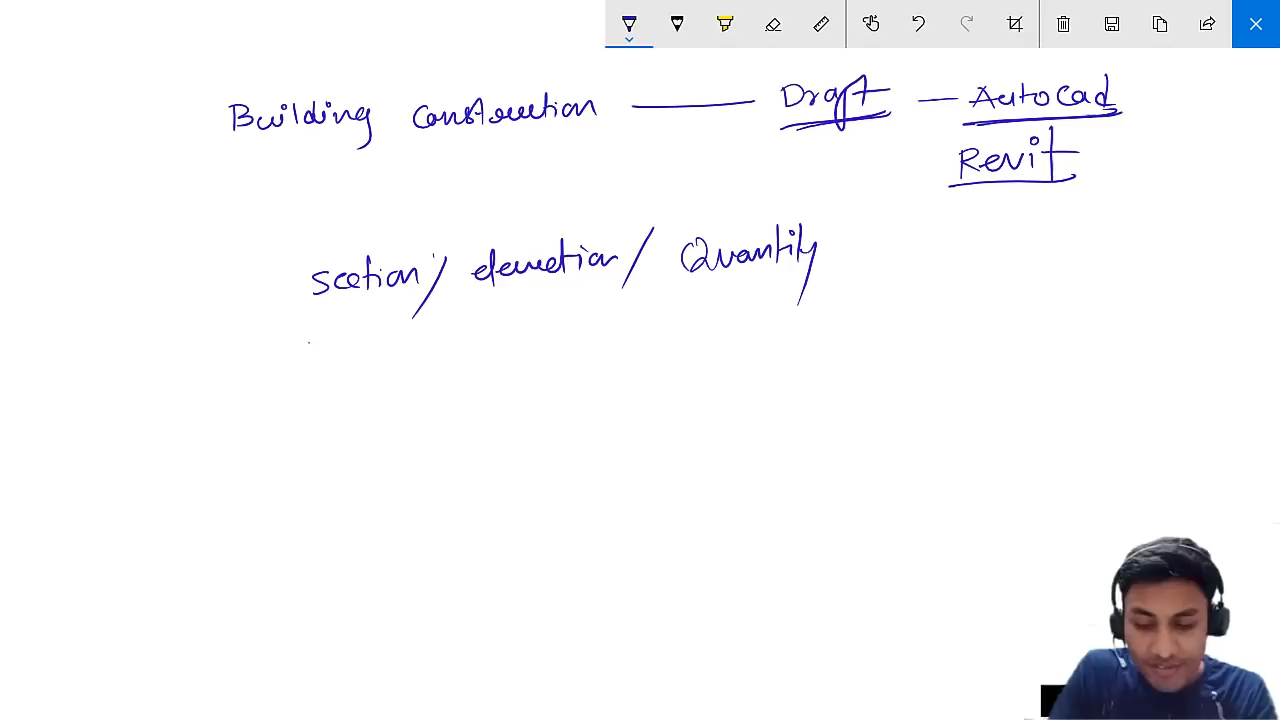 Building Construction — Draft — AutoCad
Revit
section / elevation / Quantity